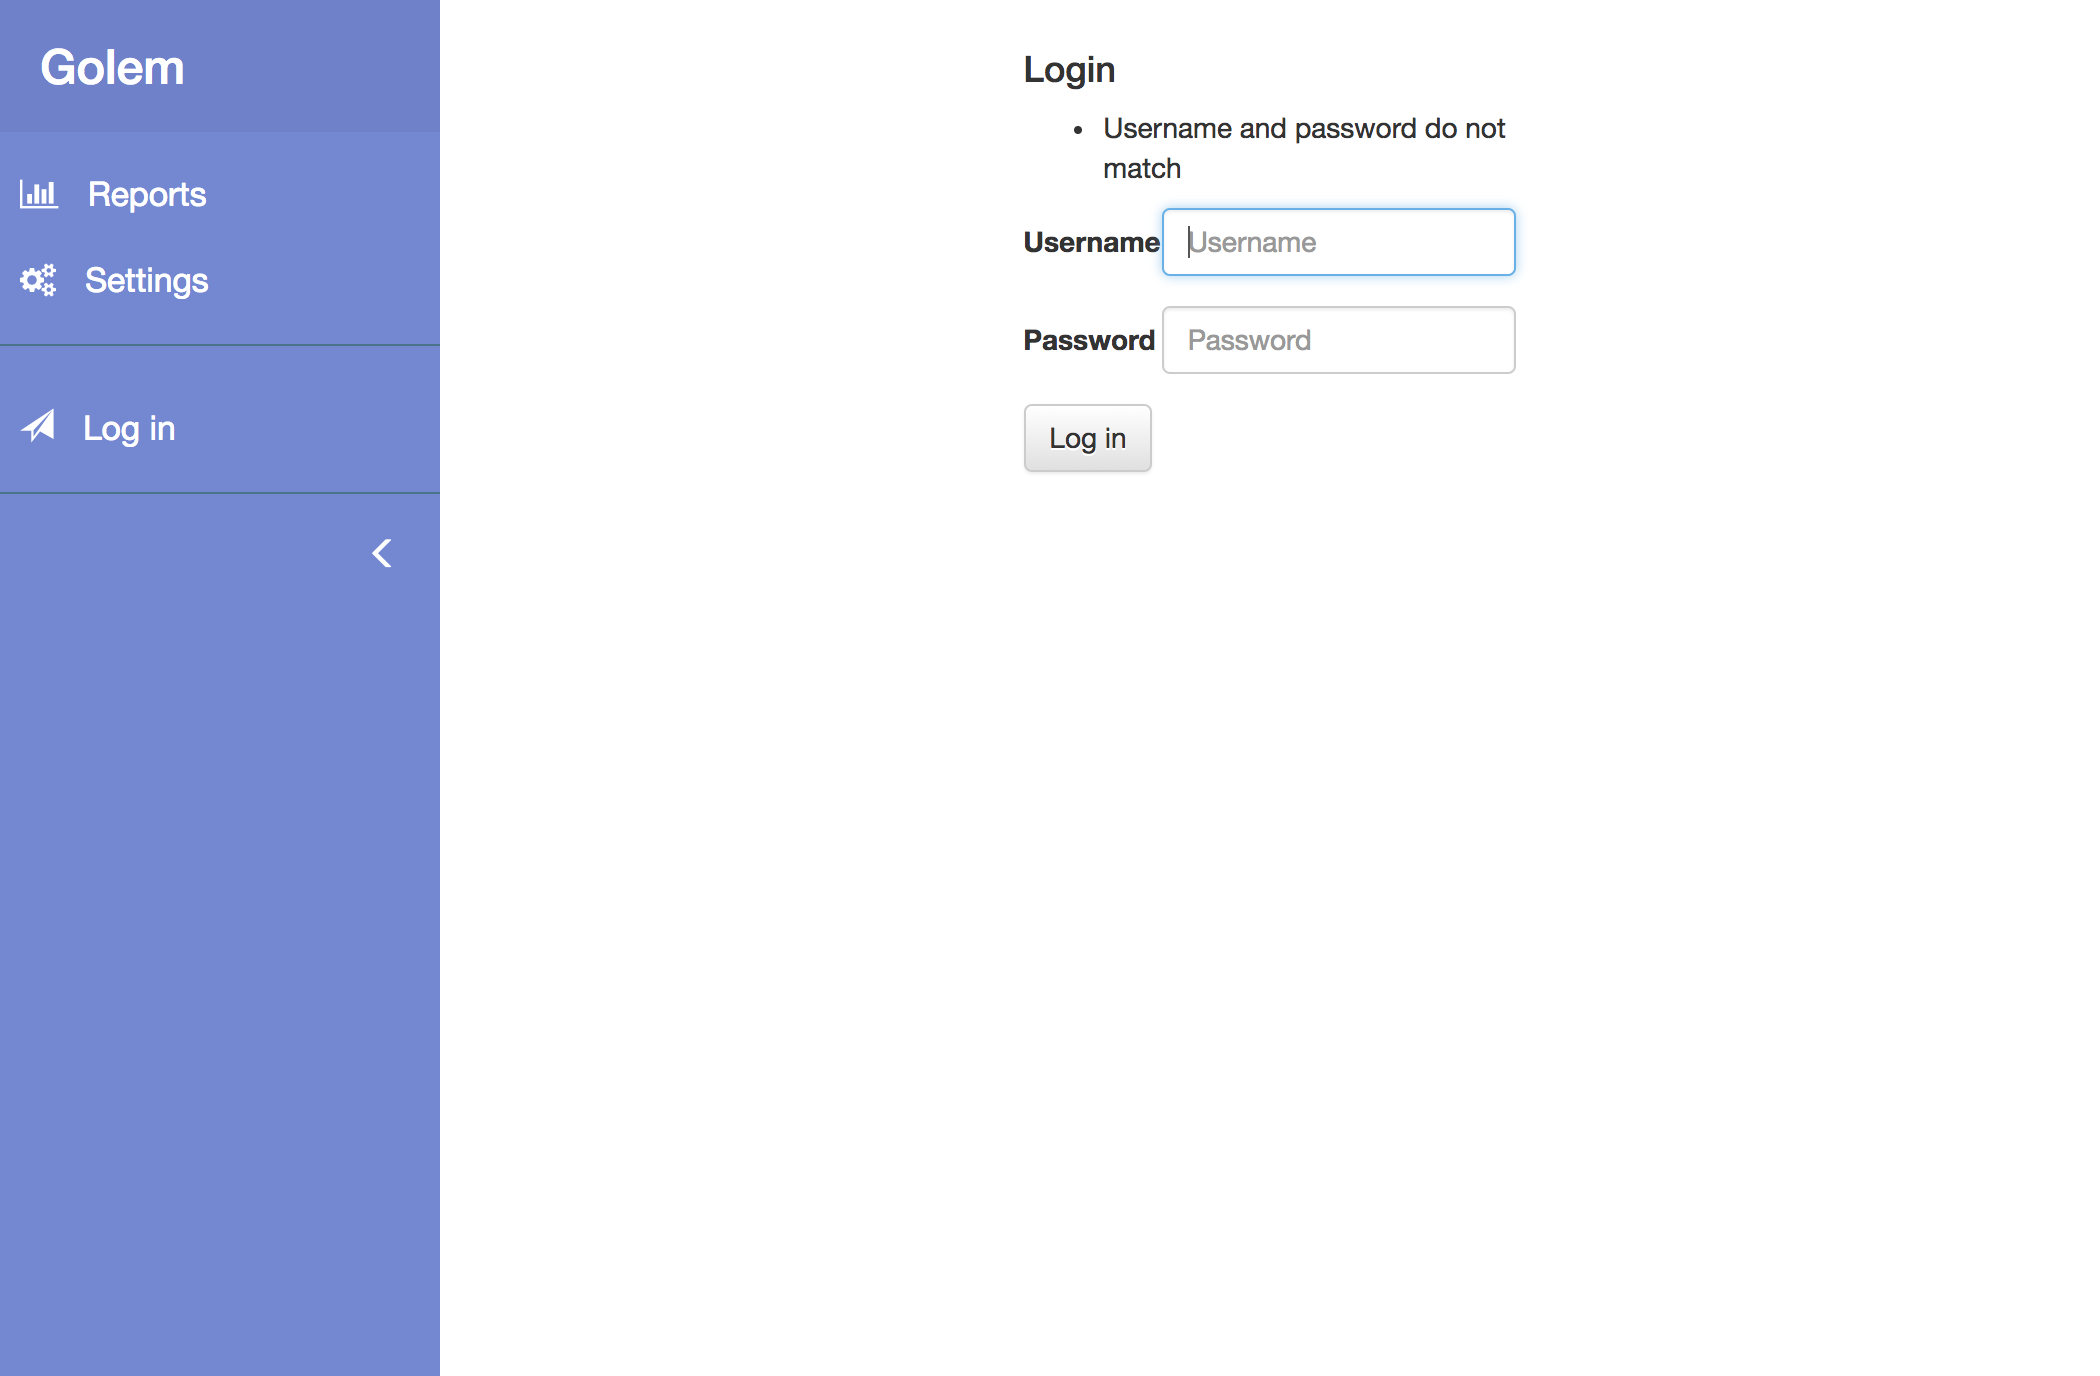 Golem
Reports
Settings
Log in
Login
Username and password do not
match
Username Username
Password Password
Log in